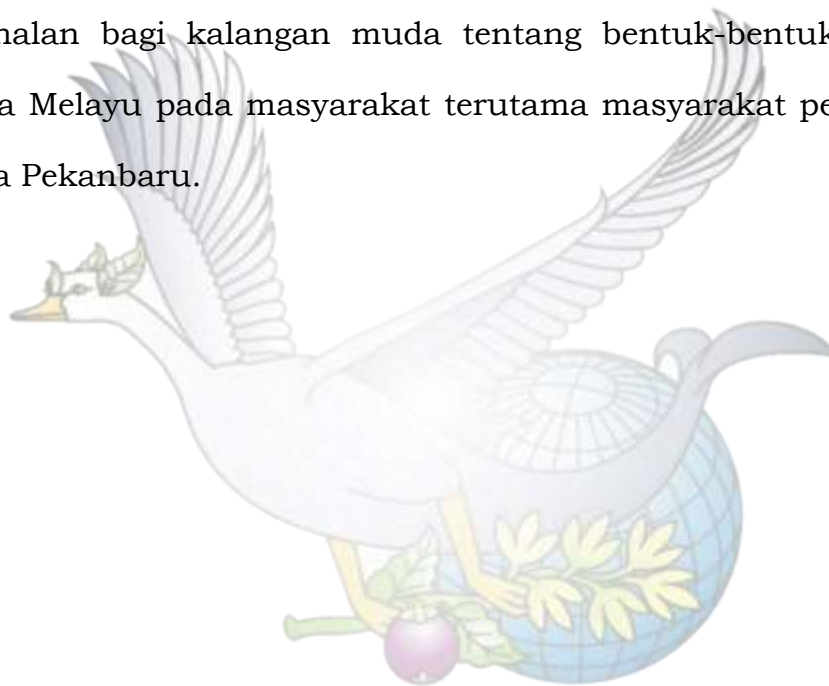 nalan bagi kalangan muda tentang bentuk-bentuk
a Melayu pada masyarakat terutama masyarakat pe
a Pekanbaru.